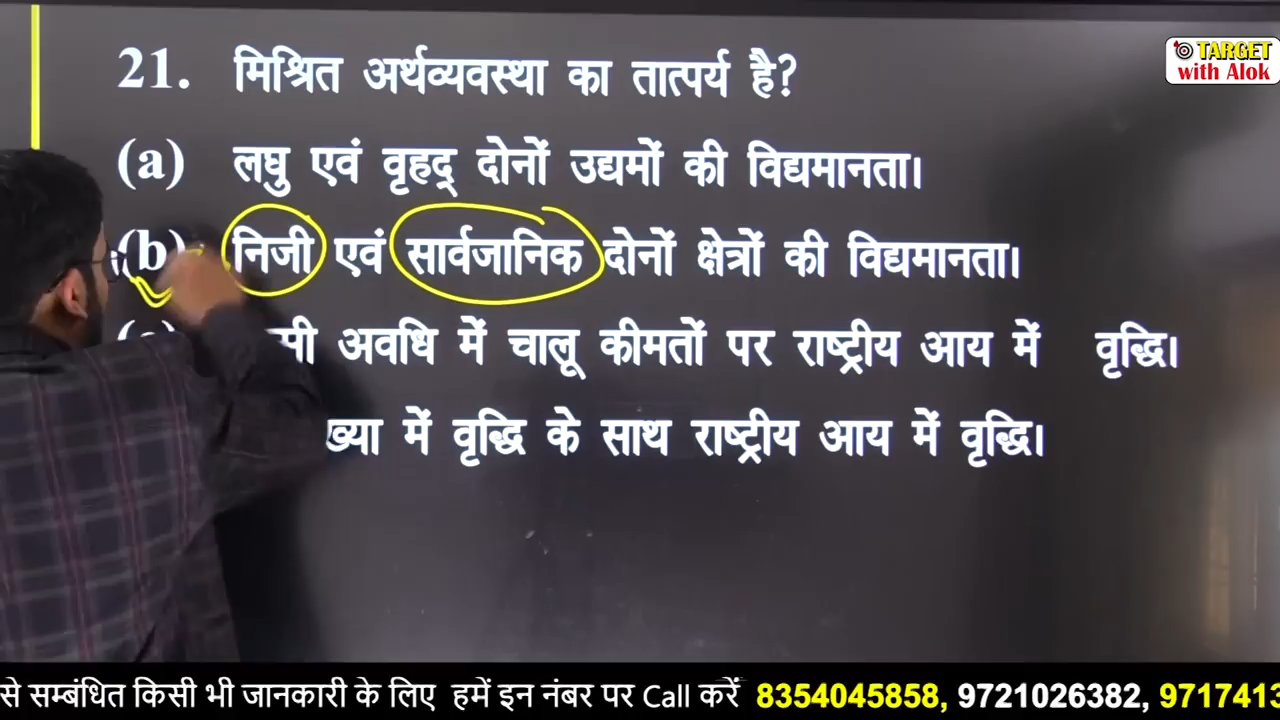 TARGET
with Alok
21. मिश्रित अर्थव्यवस्था का तात्पर्य है?
(a) लघु एवं वृहद् दोनों उद्यमों की विद्यमानता।
(b) निजी एवं सार्वजानिक दोनों क्षेत्रों की विद्यमानता।
अवधि में चालू कीमतों पर राष्ट्रीय आय में वृद्धि।
में वृद्धि के साथ राष्ट्रीय आय में वृद्धि।
से सम्बंधित किसी भी जानकारी के लिए हमें इन नंबर पर Call करें 8354045858, 9721026382, 9717413